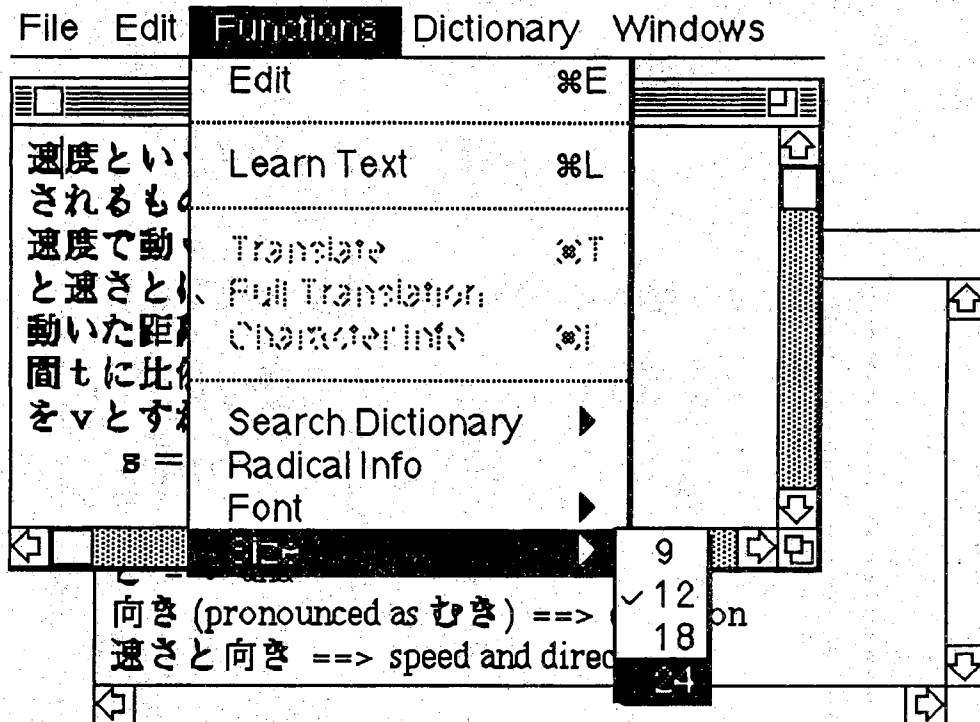 File Edit Functions Dictionary Windows
Edit ⌘E
Learn Text ⌘L
Translate ⌘T
Full Translation
Character Info ⌘I
Search Dictionary ▶
Radical Info
Font ▶
Size ▶
9
✓12
18
24
速度とい
されるも
速度で動
と速さと
動いた距
間tに比
をvとす
s＝
向き (pronounced as むき) ==>
速さと向き ==> speed and direc